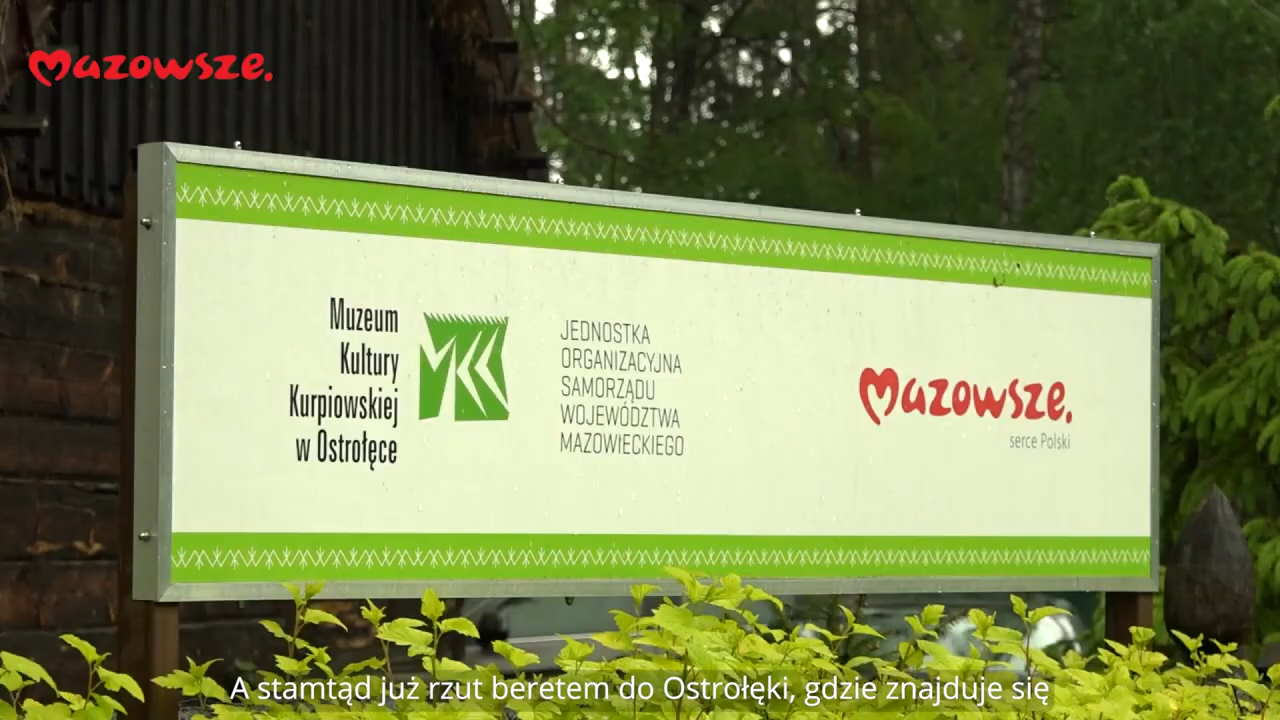 Mazowsze.
Muzeum
Kultury
Kurpiowskiej
w Ostrołęce
MKK
JEDNOSTKA
ORGANIZACYJNA
SAMORZĄDU
WOJEWÓDZTWA
MAZOWIECKIEGO
Mazowsze.
serce Polski
A stamtąd już rzut beretem do Ostrołęki, gdzie znajduje się